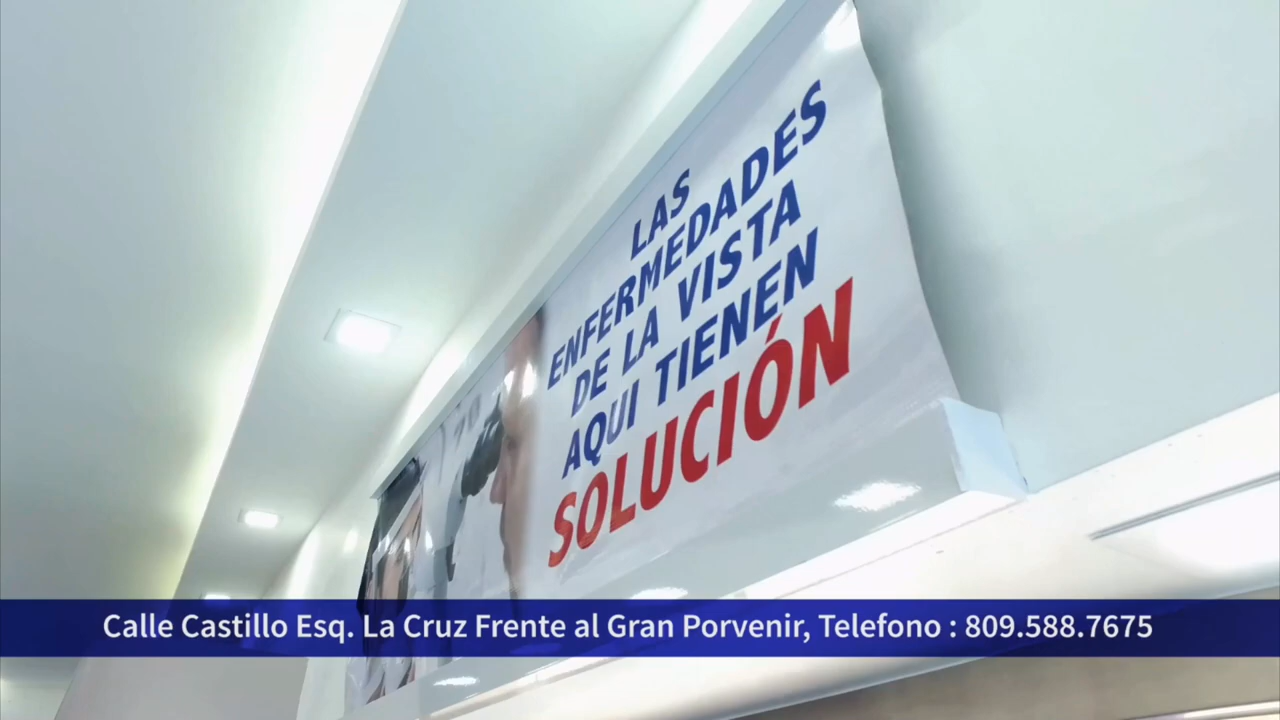 LAS
ENFERMEDADES
DE LA VISTA
AQUI TIENEN
SOLUCIÓN
Calle Castillo Esq. La Cruz Frente al Gran Porvenir, Telefono : 809.588.7675